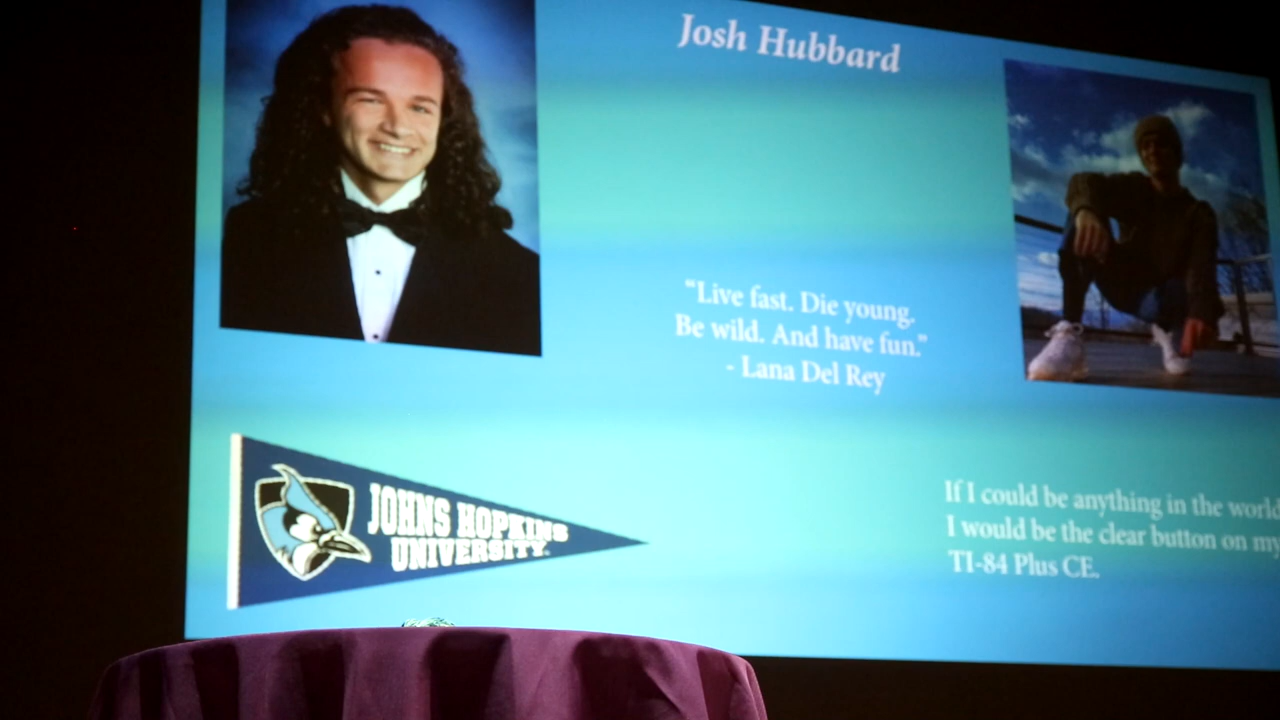 Josh Hubbard
“Live fast. Die young.
Be wild. And have fun.”
- Lana Del Rey
JOHNS HOPKINS
UNIVERSITY
If I could be anything in the world
I would be the clear button on my
TI-84 Plus CE.